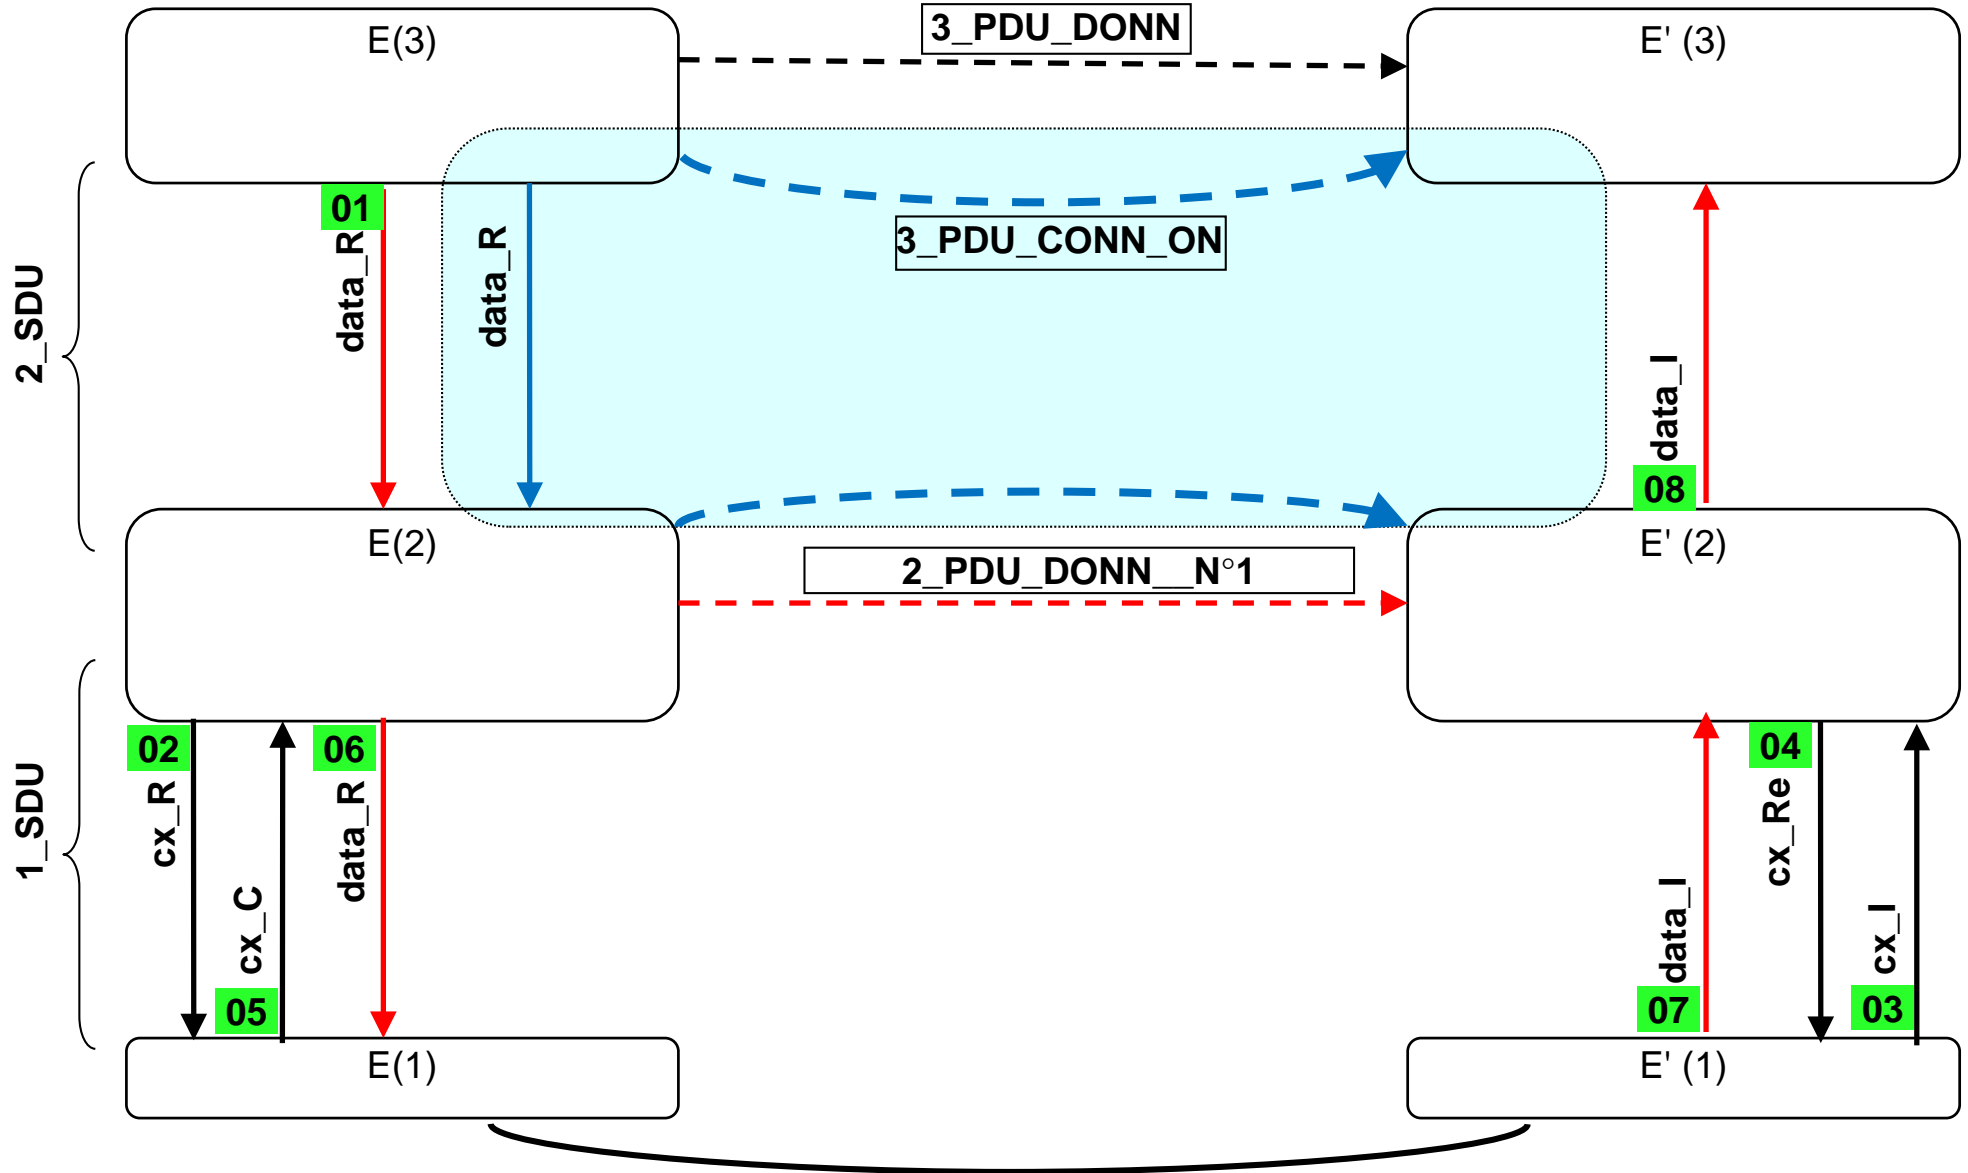 E(3)
3_PDU_DONN
E' (3)
01
data_R
data_R
3_PDU_CONN_ON
2_SDU
data_I
08
E(2)
2_PDU_DONN__N°1
E' (2)
02
cx_R
06
data_R
04
cx_Re
1_SDU
cx_C
05
data_I
07
cx_I
03
E(1)
E' (1)